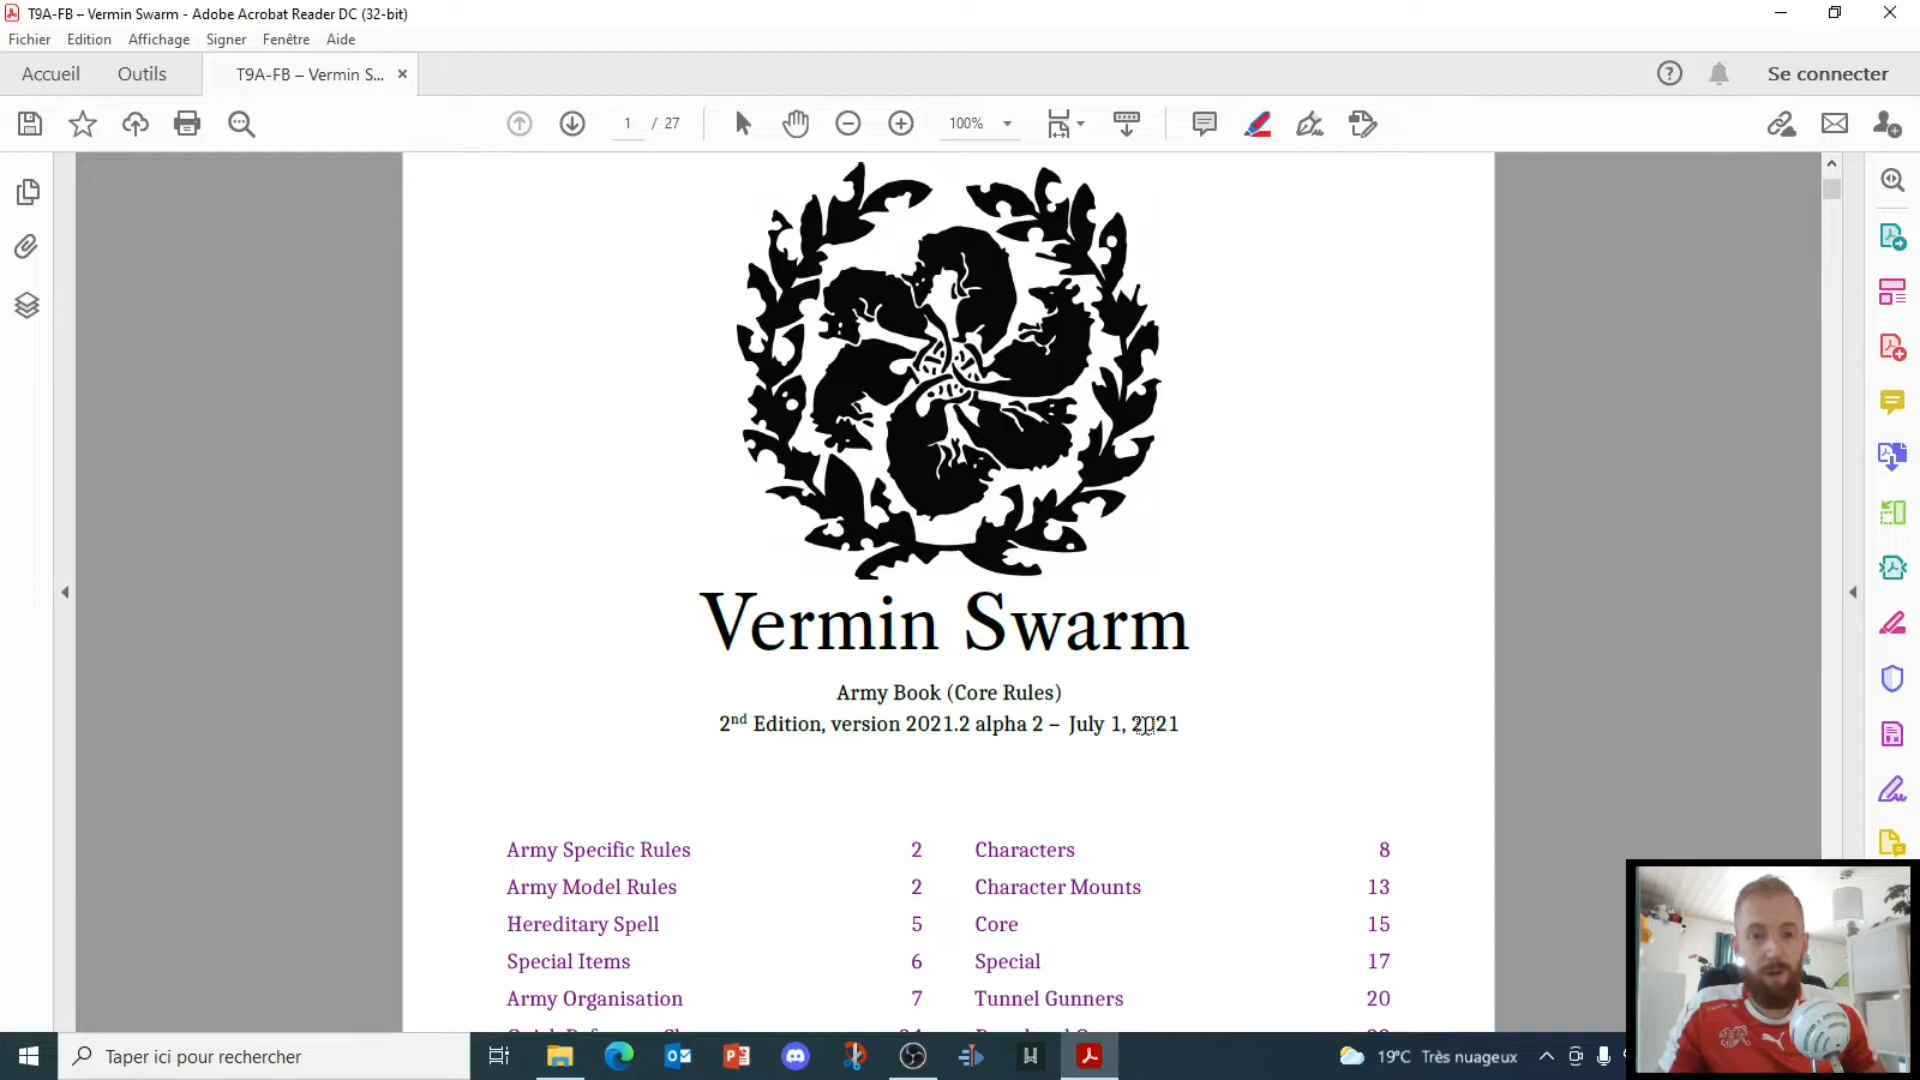 T9A-FB – Vermin Swarm - Adobe Acrobat Reader DC (32-bit)
Fichier Edition Affichage Signer Fenêtre Aide
Accueil Outils T9A-FB – Vermin S... Se connecter
1 / 27 100%
Vermin Swarm
Army Book (Core Rules)
2nd Edition, version 2021.2 alpha 2 – July 1, 2021
Army Specific Rules 2 Characters 8
Army Model Rules 2 Character Mounts 13
Hereditary Spell 5 Core 15
Special Items 6 Special 17
Army Organisation 7 Tunnel Gunners 20
Taper ici pour rechercher 19°C Très nuageux